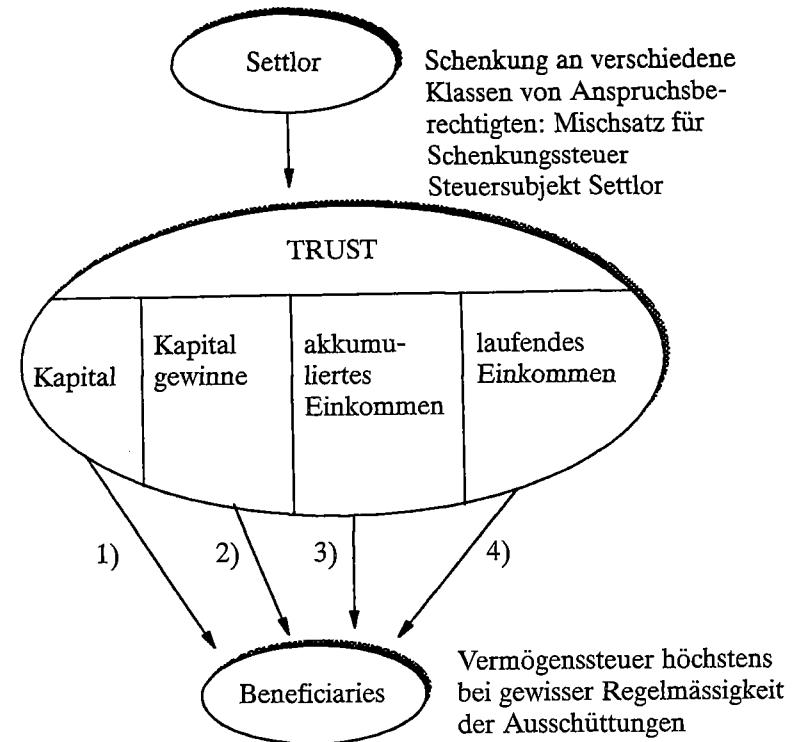 Settlor
Schenkung an verschiedene
Klassen von Anspruchsbe-
rechtigten: Mischsatz für
Schenkungssteuer
Steuersubjekt Settlor
TRUST
Kapital
Kapital
gewinne
akkumu-
liertes
Einkommen
laufendes
Einkommen
1)
2)
3)
4)
Beneficiaries
Vermögenssteuer höchstens
bei gewisser Regelmässigkeit
der Ausschüttungen